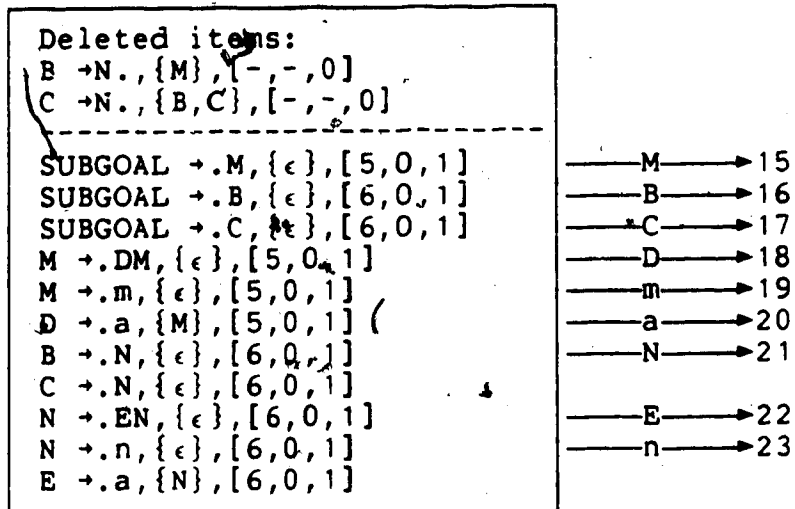 Deleted items:
B →N.,{M},[-,-,0]
C →N.,{B,C},[-,-,0]
SUBGOAL →.M,{ϵ},[5,0,1] M 15
SUBGOAL →.B,{ϵ},[6,0,1] B 16
SUBGOAL →.C,{ϵ},[6,0,1] C 17
M →.DM,{ϵ},[5,0,1] D 18
M →.m,{ϵ},[5,0,1] m 19
D →.a,{M},[5,0,1] a 20
B →.N,{ϵ},[6,0,1] N 21
C →.N,{ϵ},[6,0,1]
N →.EN,{ϵ},[6,0,1] E 22
N →.n,{ϵ},[6,0,1] n 23
E →.a,{N},[6,0,1]